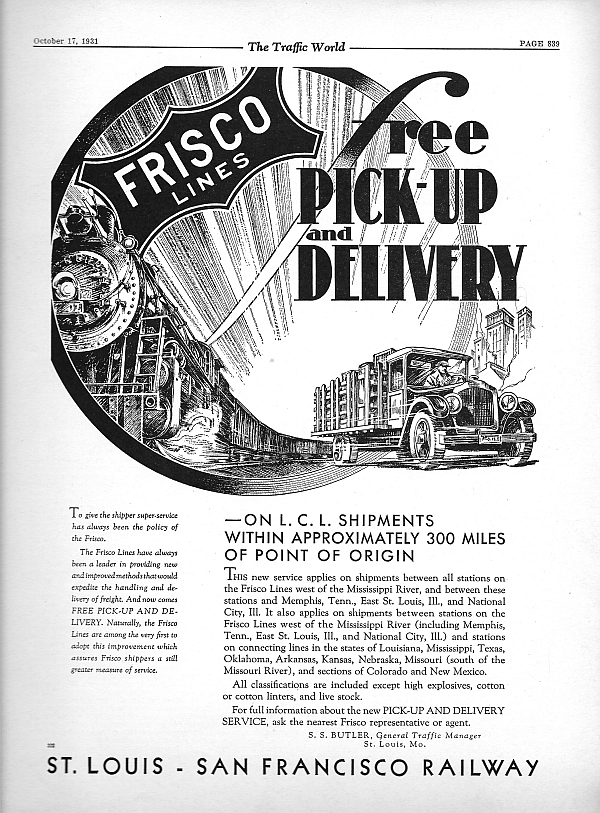 October 17, 1931
The Traffic World
PAGE 839
FRISCO
LINES
Free
PICK-UP
and
DELIVERY
To give the shipper super-service
has always been the policy of
the Frisco.
The Frisco Lines have always
been a leader in providing new
and improved methods that would
expedite the handling and de-
livery of freight. And now comes
FREE PICK-UP AND DE-
LIVERY. Naturally, the Frisco
Lines are among the very first to
adopt this improvement which
assures Frisco shippers a still
greater measure of service.
—ON L. C. L. SHIPMENTS
WITHIN APPROXIMATELY 300 MILES
OF POINT OF ORIGIN
THIS new service applies on shipments between all stations on
the Frisco Lines west of the Mississippi River, and between these
stations and Memphis, Tenn., East St. Louis, Ill., and National
City, Ill. It also applies on shipments between stations on the
Frisco Lines west of the Mississippi River (including Memphis,
Tenn., East St. Louis, Ill., and National City, Ill.) and stations
on connecting lines in the states of Louisiana, Mississippi, Texas,
Oklahoma, Arkansas, Kansas, Nebraska, Missouri (south of the
Missouri River), and sections of Colorado and New Mexico.
All classifications are included except high explosives, cotton
or cotton linters, and live stock.
For full information about the new PICK-UP AND DELIVERY
SERVICE, ask the nearest Frisco representative or agent.
S. S. BUTLER, General Traffic Manager
St. Louis, Mo.
ST. LOUIS - SAN FRANCISCO RAILWAY